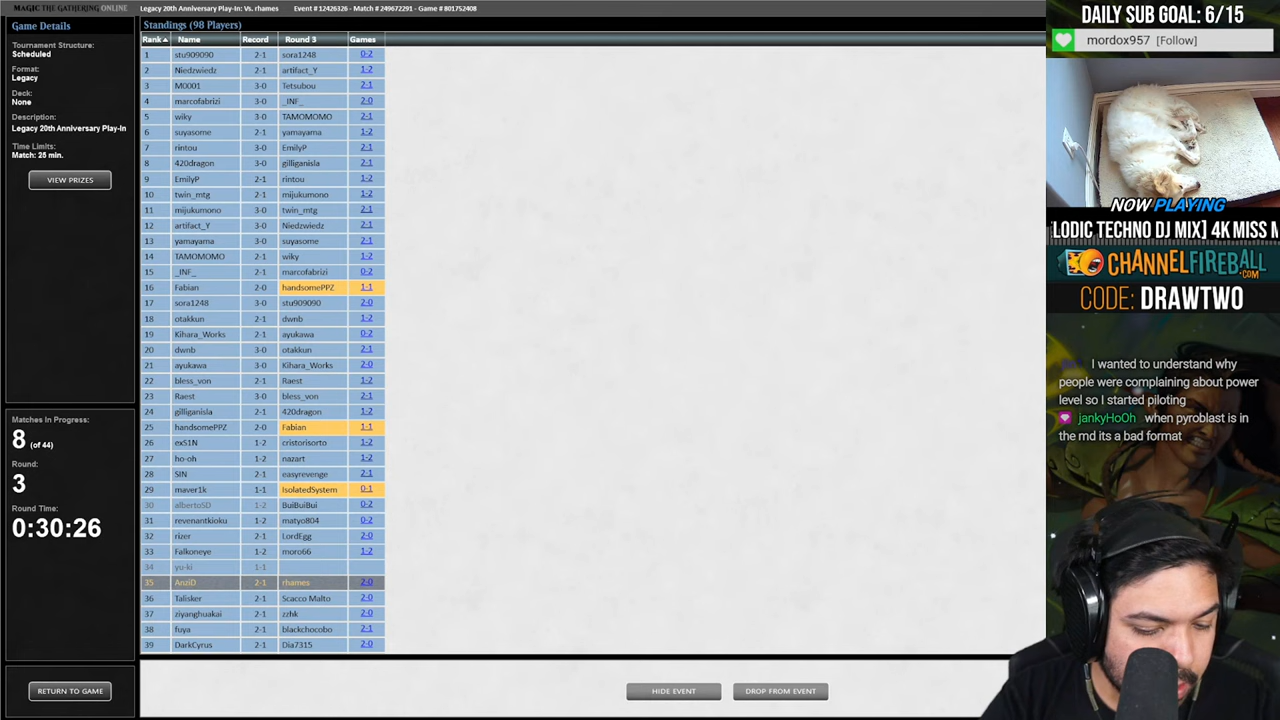 MAGIC THE GATHERING ONLINE
Legacy 20th Anniversary Play-In: Vs. rhames Event # 12426326 - Match # 249672291 - Game # 801752408
Game Details
Tournament Structure:
Scheduled
Format:
Legacy
Deck:
None
Description:
Legacy 20th Anniversary Play-In
Time Limits:
Match: 25 min.
VIEW PRIZES
Matches In Progress:
8 (of 44)
Round:
3
Round Time:
0:30:26
RETURN TO GAME
Standings (98 Players)
Rank Name Record Round 3 Games
1 stu909090 2-1 sora1248 0-2
2 Niedzwiedz 2-1 artifact_Y 1-2
3 M0001 3-0 Tetsubou 2-1
4 marcofabrizi 3-0 _INF_ 2-0
5 wiky 3-0 TAMOMOMO 2-1
6 suyasome 2-1 yamayama 1-2
7 rintou 3-0 EmilyP 2-1
8 420dragon 3-0 gilliganisla 2-1
9 EmilyP 2-1 rintou 1-2
10 twin_mtg 2-1 mijukumono 1-2
11 mijukumono 3-0 twin_mtg 2-1
12 artifact_Y 3-0 Niedzwiedz 2-1
13 yamayama 3-0 suyasome 2-1
14 TAMOMOMO 2-1 wiky 1-2
15 _INF_ 2-1 marcofabrizi 0-2
16 Fabian 2-0 handsomePPZ 1-1
17 sora1248 3-0 stu909090 2-0
18 otakkun 2-1 dwnb 1-2
19 Kihara_Works 2-1 ayukawa 0-2
20 dwnb 3-0 otakkun 2-1
21 ayukawa 3-0 Kihara_Works 2-0
22 bless_von 2-1 Raest 1-2
23 Raest 3-0 bless_von 2-1
24 gilliganisla 2-1 420dragon 1-2
25 handsomePPZ 2-0 Fabian 1-1
26 exS1N 1-2 cristorisorto 1-2
27 ho-oh 1-2 nazart 1-2
28 SIN 2-1 easyrevenge 2-1
29 maver1k 1-1 IsolatedSystem 0-1
30 albertoSD 1-2 BuiBuiBui 0-2
31 revenantkioku 1-2 matyo804 0-2
32 rizer 2-1 LordEgg 2-0
33 Falkoneye 1-2 moro66 1-2
34 yu-ki 1-1
35 AnziD 2-1 rhames 2-0
36 Talisker 2-1 Scacco Malto 2-0
37 ziyanghuakai 2-1 zzhk 2-0
38 fuya 2-1 blackchocobo 2-1
39 DarkCyrus 2-1 Dia7315 2-0
HIDE EVENT DROP FROM EVENT
DAILY SUB GOAL: 6/15
mordox957 [Follow]
NOW PLAYING
LODIC TECHNO DJ MIX] 4K MISS M
CHANNELFIREBALL.COM
CODE: DRAWTWO
I wanted to understand why
people were complaining about power
level so I started piloting
jankyHoOh when pyroblast is in
the md its a bad format